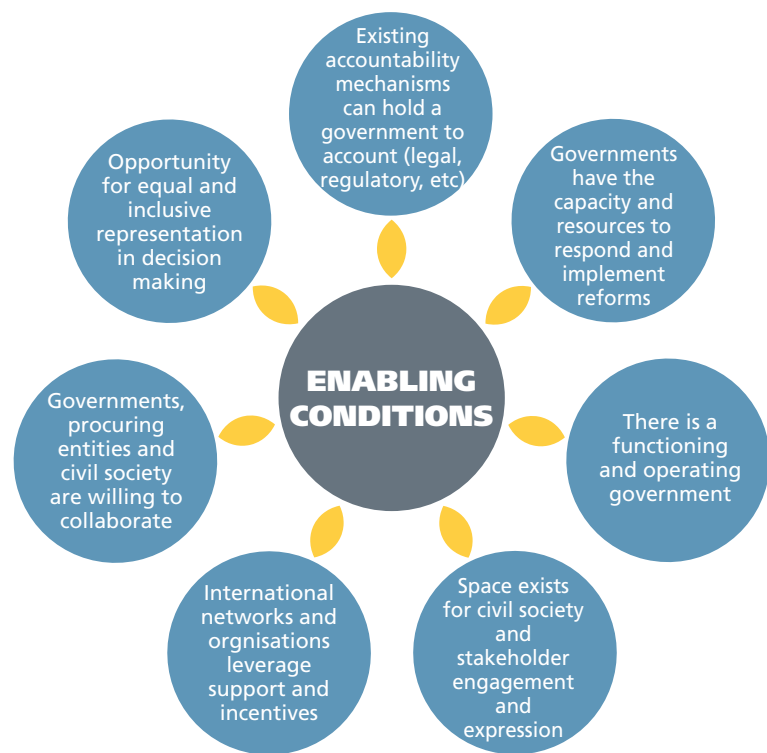 Existing
accountability
mechanisms
can hold a
government to
account (legal,
regulatory, etc)
Governments
have the
capacity and
resources to
respond and
implement
reforms
There is a
functioning
and operating
government
Space exists
for civil society
and
stakeholder
engagement
and
expression
International
networks and
orgnisations
leverage
support and
incentives
Governments,
procuring
entities and
civil society
are willing to
collaborate
Opportunity
for equal and
inclusive
representation
in decision
making
ENABLING
CONDITIONS